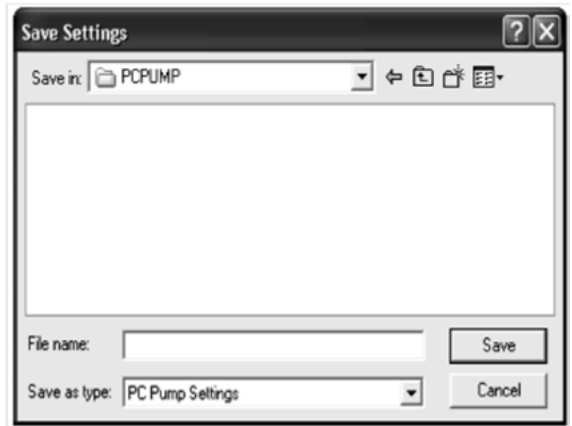 Save Settings
Save in: PCPUMP
File name:
Save
Save as type: PC Pump Settings
Cancel